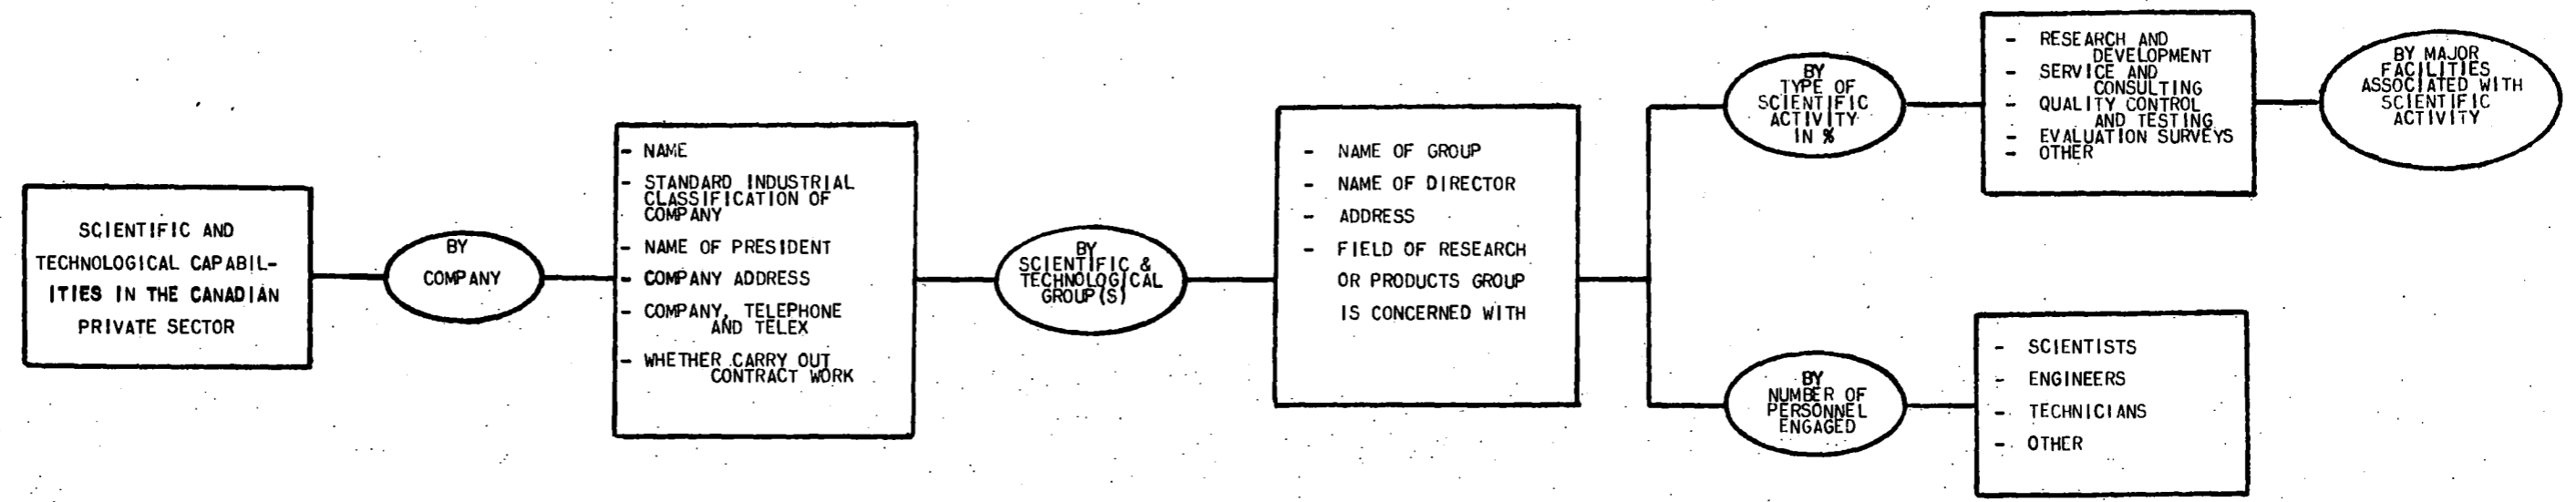 SCIENTIFIC AND
TECHNOLOGICAL CAPABIL-
ITIES IN THE CANADIAN
PRIVATE SECTOR
BY
COMPANY
- NAME
- STANDARD INDUSTRIAL
CLASSIFICATION OF
COMPANY
- NAME OF PRESIDENT
- COMPANY ADDRESS
- COMPANY, TELEPHONE
AND TELEX
- WHETHER CARRY OUT
CONTRACT WORK
BY
SCIENTIFIC &
TECHNOLOGICAL
GROUP(S)
- NAME OF GROUP
- NAME OF DIRECTOR
- ADDRESS
- FIELD OF RESEARCH
OR PRODUCTS GROUP
IS CONCERNED WITH
BY
TYPE OF
SCIENTIFIC
ACTIVITY
IN %
- RESEARCH AND
DEVELOPMENT
- SERVICE AND
CONSULTING
- QUALITY CONTROL
AND TESTING
- EVALUATION SURVEYS
- OTHER
BY MAJOR
FACILITIES
ASSOCIATED WITH
SCIENTIFIC
ACTIVITY
BY
NUMBER OF
PERSONNEL
ENGAGED
- SCIENTISTS
- ENGINEERS
- TECHNICIANS
- OTHER